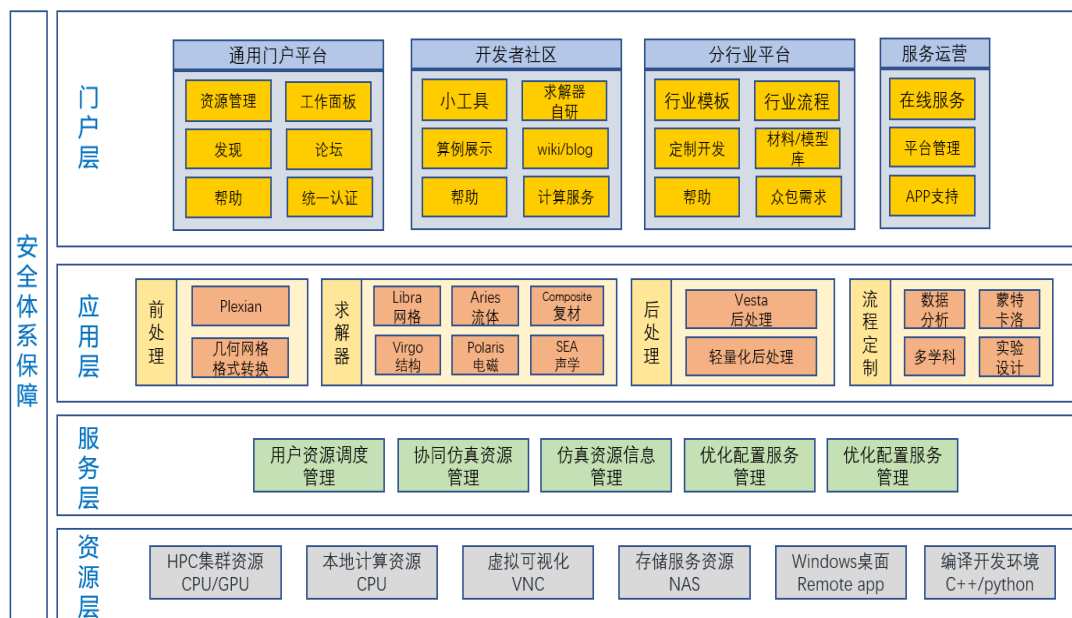 安全体系保障
门户层
通用门户平台
资源管理
工作面板
发现
论坛
帮助
统一认证
开发者社区
小工具
求解器
自研
算例展示
wiki/blog
帮助
计算服务
分行业平台
行业模板
行业流程
定制开发
材料/模型
库
帮助
众包需求
服务运营
在线服务
平台管理
APP支持
应用层
前处理
Plexian
几何网格
格式转换
求解器
Libra
网格
Aries
流体
Composite
复材
Virgo
结构
Polaris
电磁
SEA
声学
后处理
Vesta
后处理
轻量化后处理
流程定制
数据
分析
蒙特
卡洛
多学科
实验
设计
服务层
用户资源调度
管理
协同仿真资源
管理
仿真资源信息
管理
优化配置服务
管理
优化配置服务
管理
资源层
HPC集群资源
CPU/GPU
本地计算资源
CPU
虚拟可视化
VNC
存储服务资源
NAS
Windows桌面
Remote app
编译开发环境
C++/python